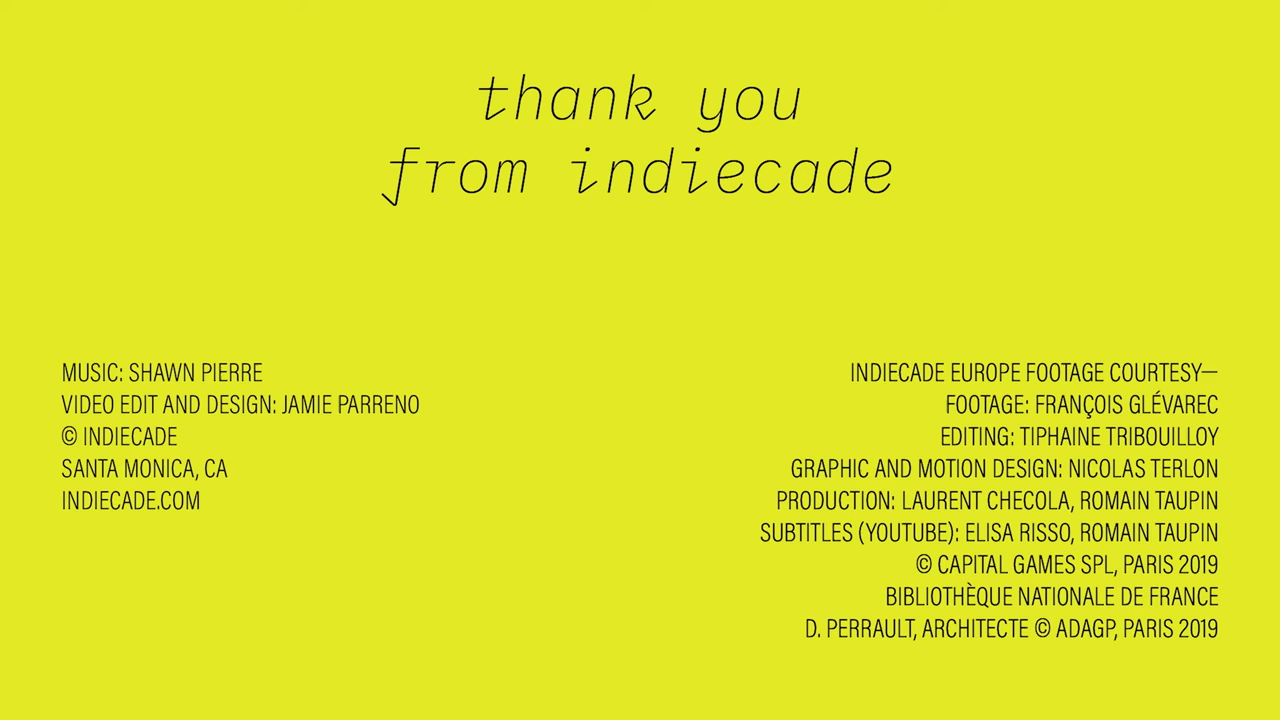 thank you
from indiecade
MUSIC: SHAWN PIERRE
VIDEO EDIT AND DESIGN: JAMIE PARRENO
© INDIECADE
SANTA MONICA, CA
INDIECADE.COM
INDIECADE EUROPE FOOTAGE COURTESY—
FOOTAGE: FRANÇOIS GLÉVAREC
EDITING: TIPHAINE TRIBOUILLOY
GRAPHIC AND MOTION DESIGN: NICOLAS TERLON
PRODUCTION: LAURENT CHECOLA, ROMAIN TAUPIN
SUBTITLES (YOUTUBE): ELISA RISSO, ROMAIN TAUPIN
© CAPITAL GAMES SPL, PARIS 2019
BIBLIOTHÈQUE NATIONALE DE FRANCE
D. PERRAULT, ARCHITECTE © ADAGP, PARIS 2019